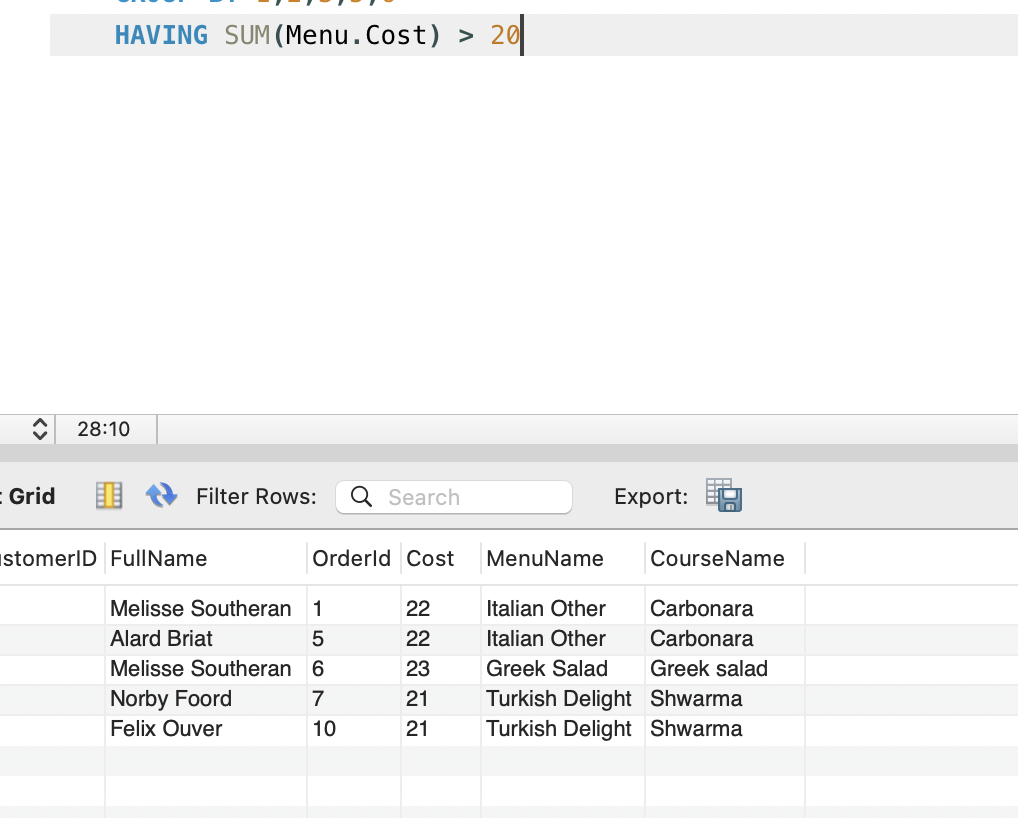 HAVING SUM(Menu.Cost) > 20
28:10
Grid Filter Rows: Search Export:
stomerID FullName OrderId Cost MenuName CourseName
Melisse Southeran 1 22 Italian Other Carbonara
Alard Briat 5 22 Italian Other Carbonara
Melisse Southeran 6 23 Greek Salad Greek salad
Norby Foord 7 21 Turkish Delight Shwarma
Felix Ouver 10 21 Turkish Delight Shwarma